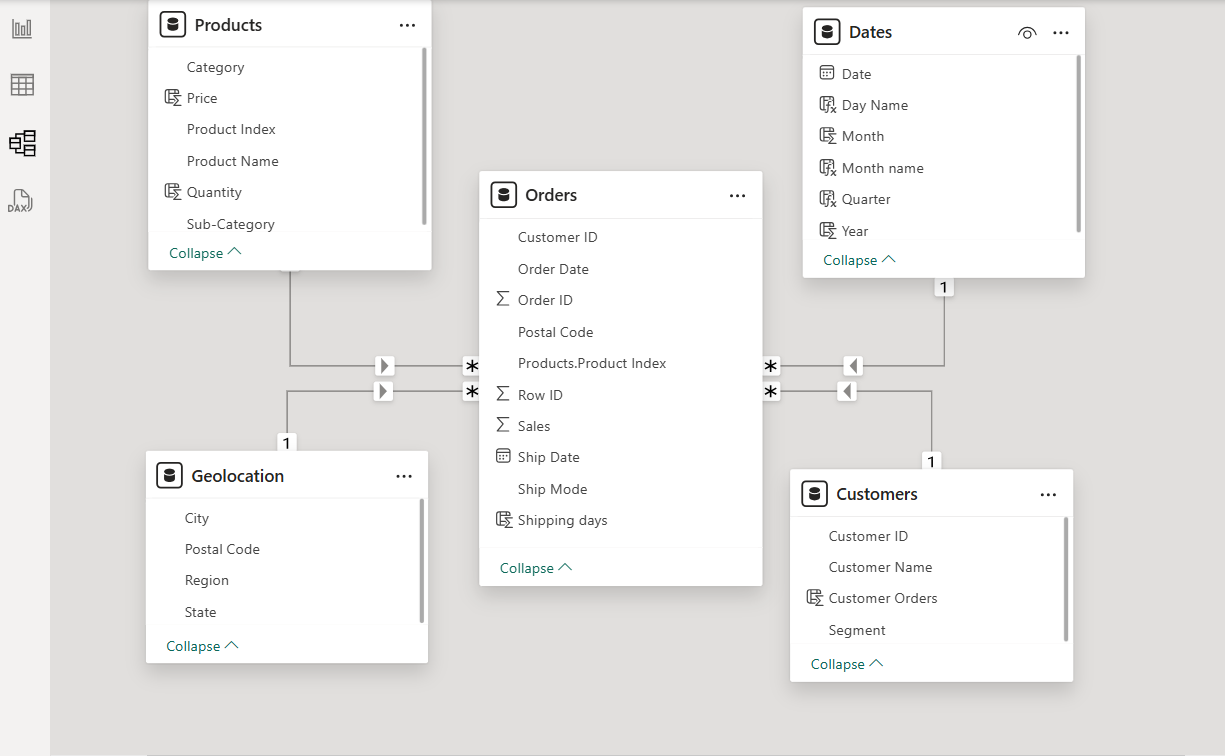 Products
Category
Price
Product Index
Product Name
Quantity
Sub-Category
Collapse
Dates
Date
Day Name
Month
Month name
Quarter
Year
Collapse
1
Orders
Customer ID
Order Date
Order ID
Postal Code
Products.Product Index
Row ID
Sales
Ship Date
Ship Mode
Shipping days
Collapse
*
*
*
*
1
Geolocation
City
Postal Code
Region
State
Collapse
1
Customers
Customer ID
Customer Name
Customer Orders
Segment
Collapse
DAX